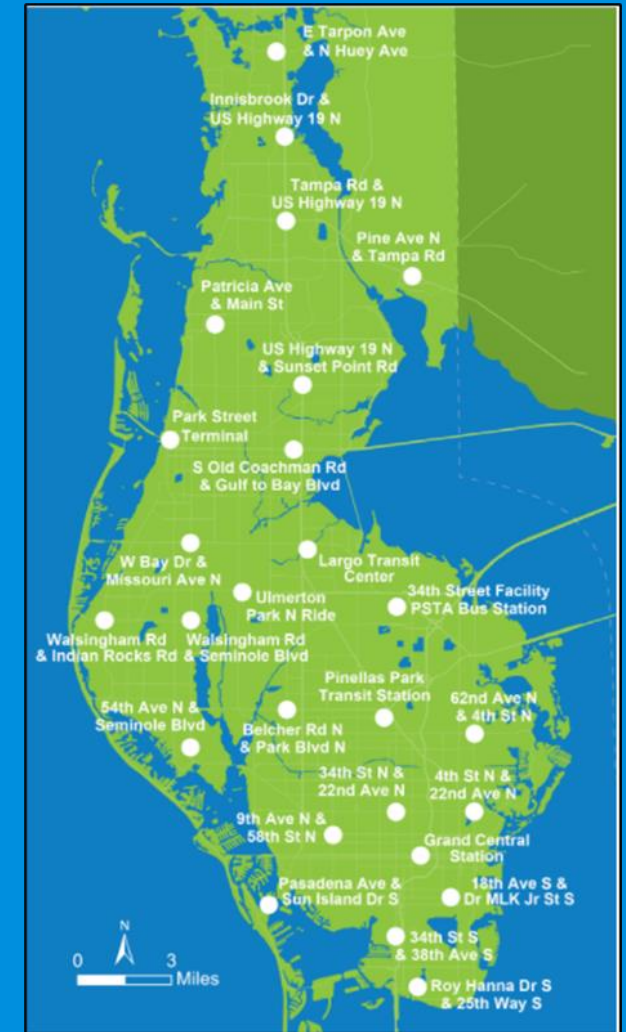 E Tarpon Ave
& N Huey Ave
Innisbrook Dr &
US Highway 19 N
Tampa Rd &
US Highway 19 N
Pine Ave N
& Tampa Rd
Patricia Ave
& Main St
US Highway 19 N
& Sunset Point Rd
Park Street
Terminal
S Old Coachman Rd
& Gulf to Bay Blvd
W Bay Dr &
Missouri Ave N
Largo Transit
Center
Ulmerton
Park N Ride
34th Street Facility
PSTA Bus Station
Walsingham Rd
& Indian Rocks Rd
Walsingham Rd
& Seminole Blvd
Pinellas Park
Transit Station
54th Ave N &
Seminole Blvd
Belcher Rd N
& Park Blvd N
62nd Ave N
& 4th St N
34th St N &
22nd Ave N
4th St N &
22nd Ave N
9th Ave N &
58th St N
Grand Central
Station
Pasadena Ave &
Sun Island Dr S
18th Ave S &
Dr MLK Jr St S
34th St S
& 38th Ave S
Roy Hanna Dr S
& 25th Way S
N
0 3
Miles